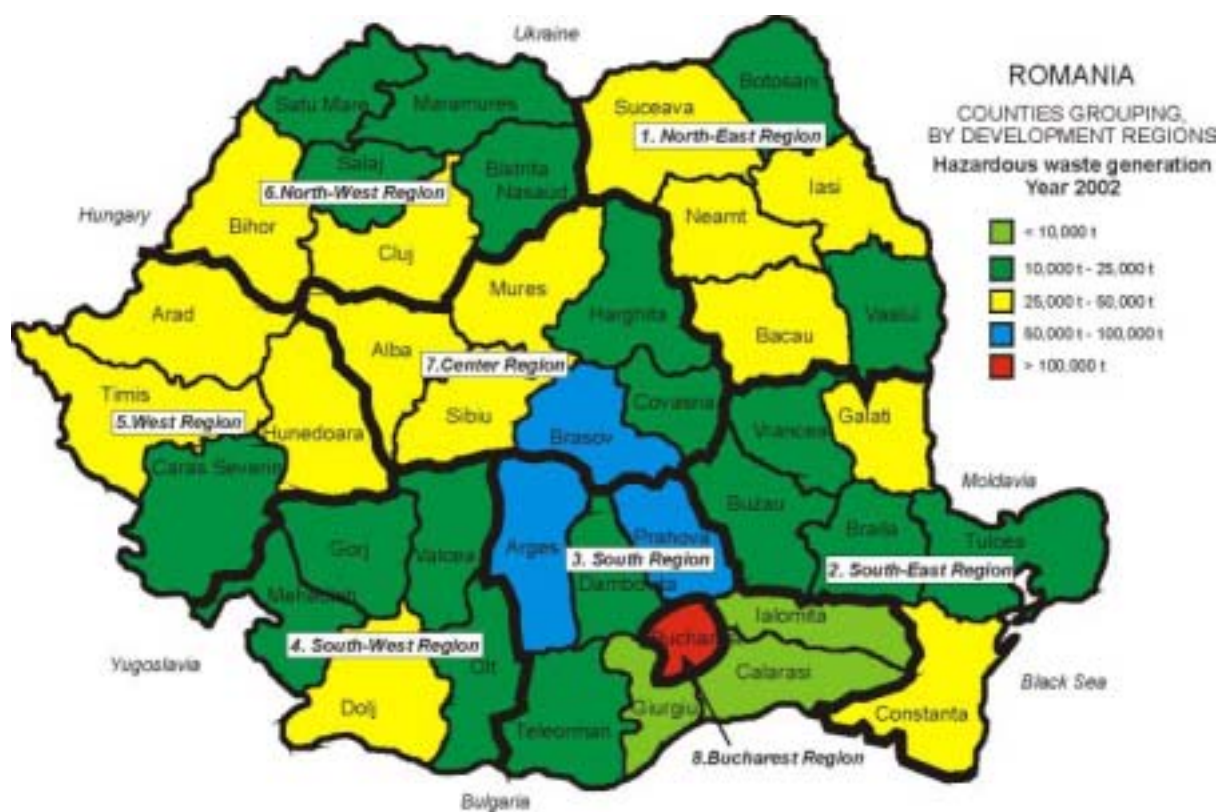 Ukraine
ROMANIA
COUNTIES GROUPING,
BY DEVELOPMENT REGIONS
Hazardous waste generation
Year 2002
< 10,000 t
10,000 t - 25,000 t
25,000 t - 50,000 t
50,000 t - 100,000 t
> 100,000 t
Botosani
Satu Mare
Maramures
Suceava
1. North-East Region
Salaj
Bistrita
Nasaud
Iasi
6.North-West Region
Hungary
Bihor
Neamt
Cluj
Mures
Arad
Harghita
Bacau
Vaslui
Alba
7.Center Region
Timis
Sibiu
Covasna
5.West Region
Hunedoara
Brasov
Vrancea
Galati
Caras Severin
Moldavia
Buzau
Gorj
Valcea
Arges
Prahova
Braila
Tulcea
3. South Region
2. South-East Region
Dambovita
Mehedinti
Ialomita
4. South-West Region
Olt
Yugoslavia
Calarasi
Black Sea
Dolj
Giurgiu
Constanta
Teleorman
8.Bucharest Region
Bulgaria